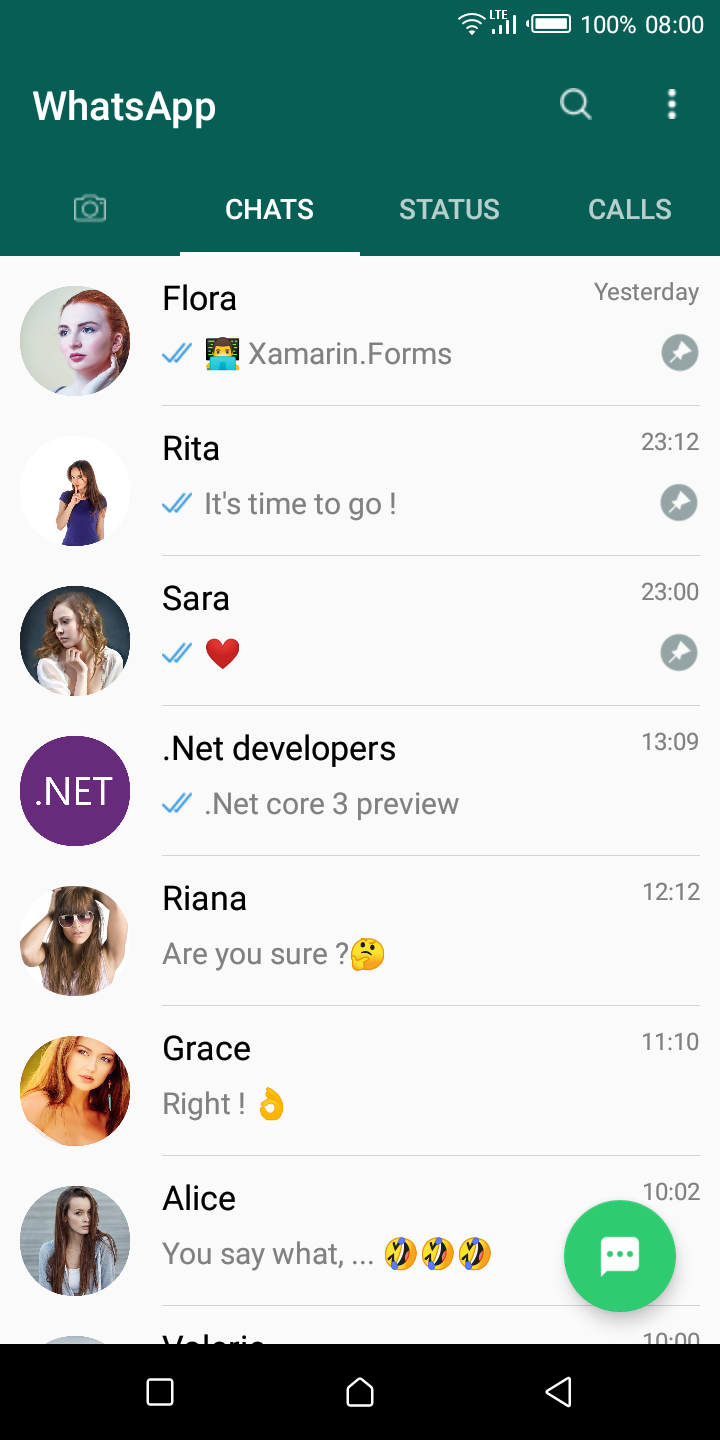 LTE 100% 08:00
WhatsApp
CHATS STATUS CALLS
Flora Yesterday
👨‍💻 Xamarin.Forms
Rita 23:12
It's time to go !
Sara 23:00
❤️
.Net developers 13:09
.NET
.Net core 3 preview
Riana 12:12
Are you sure ?🤔
Grace 11:10
Right ! 👌
Alice 10:02
You say what, ... 🤣🤣🤣
Valerie 10:00